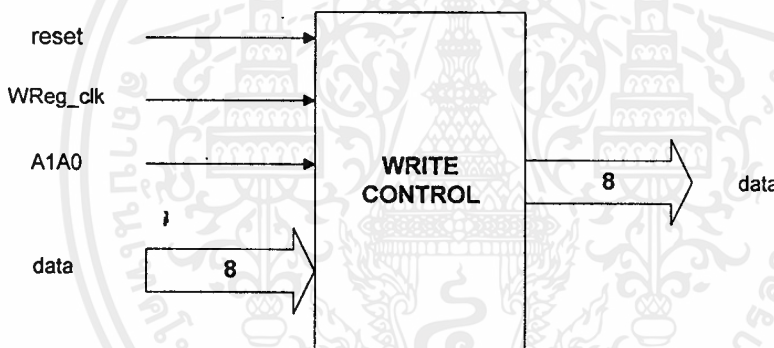 reset
WReg_clk
A1A0
data
8
WRITE
CONTROL
8
data